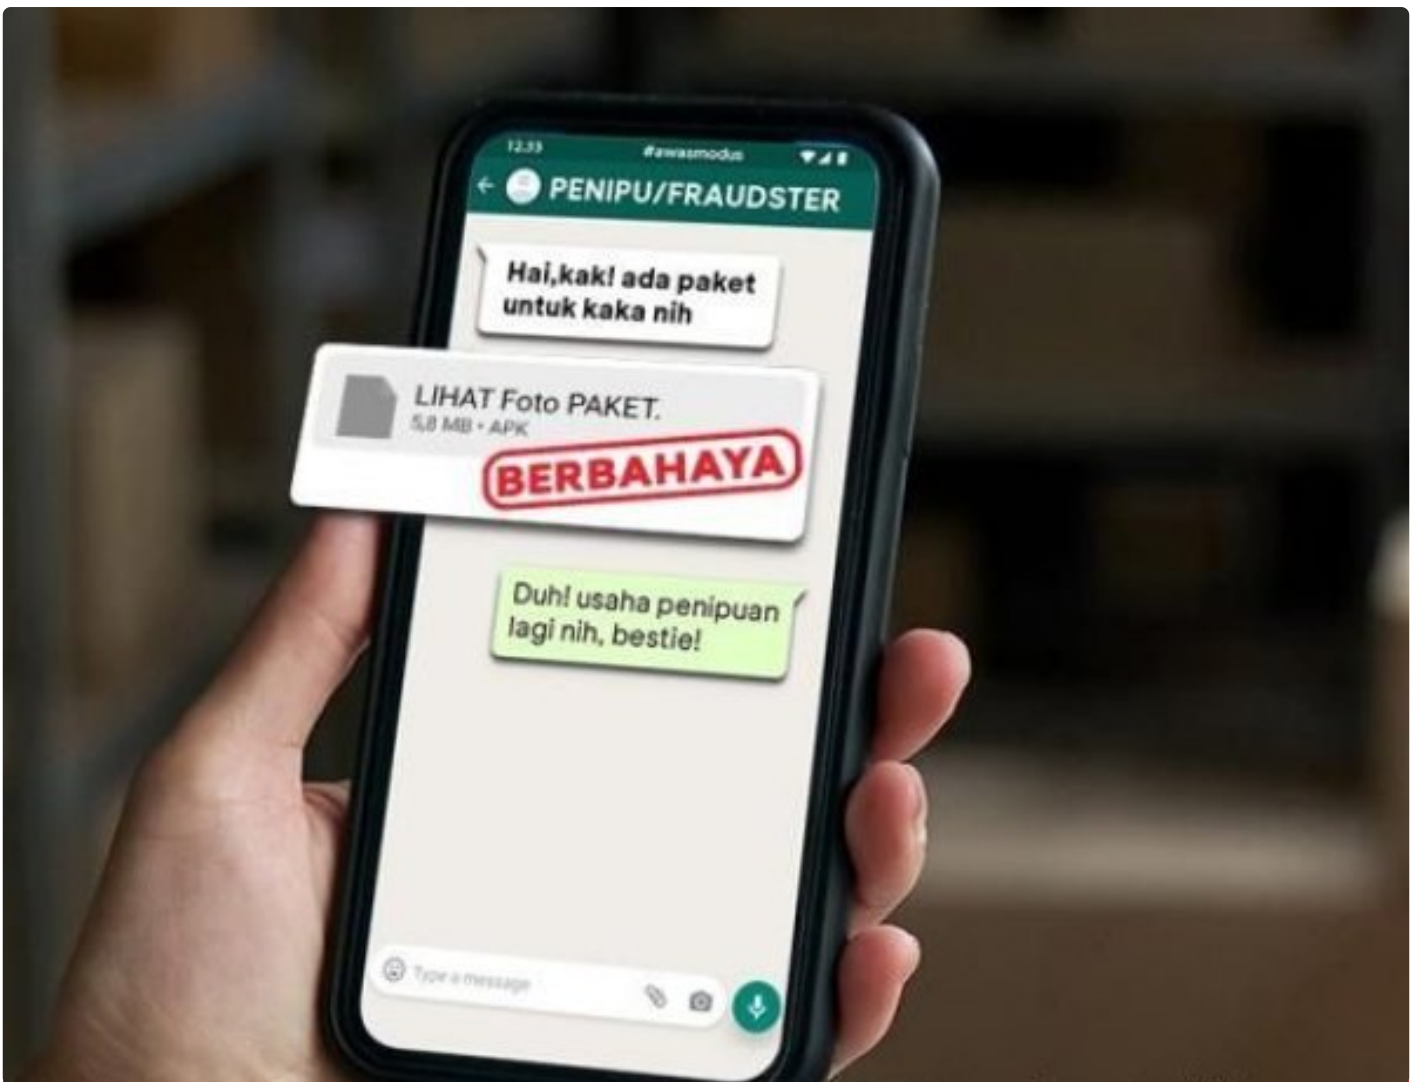 12.33
#awasmodus
PENIPU/FRAUDSTER
Hai,kak! ada paket
untuk kaka nih
LIHAT Foto PAKET.
5,8 MB • APK
BERBAHAYA
Duh! usaha penipuan
lagi nih, bestie!
Type a message